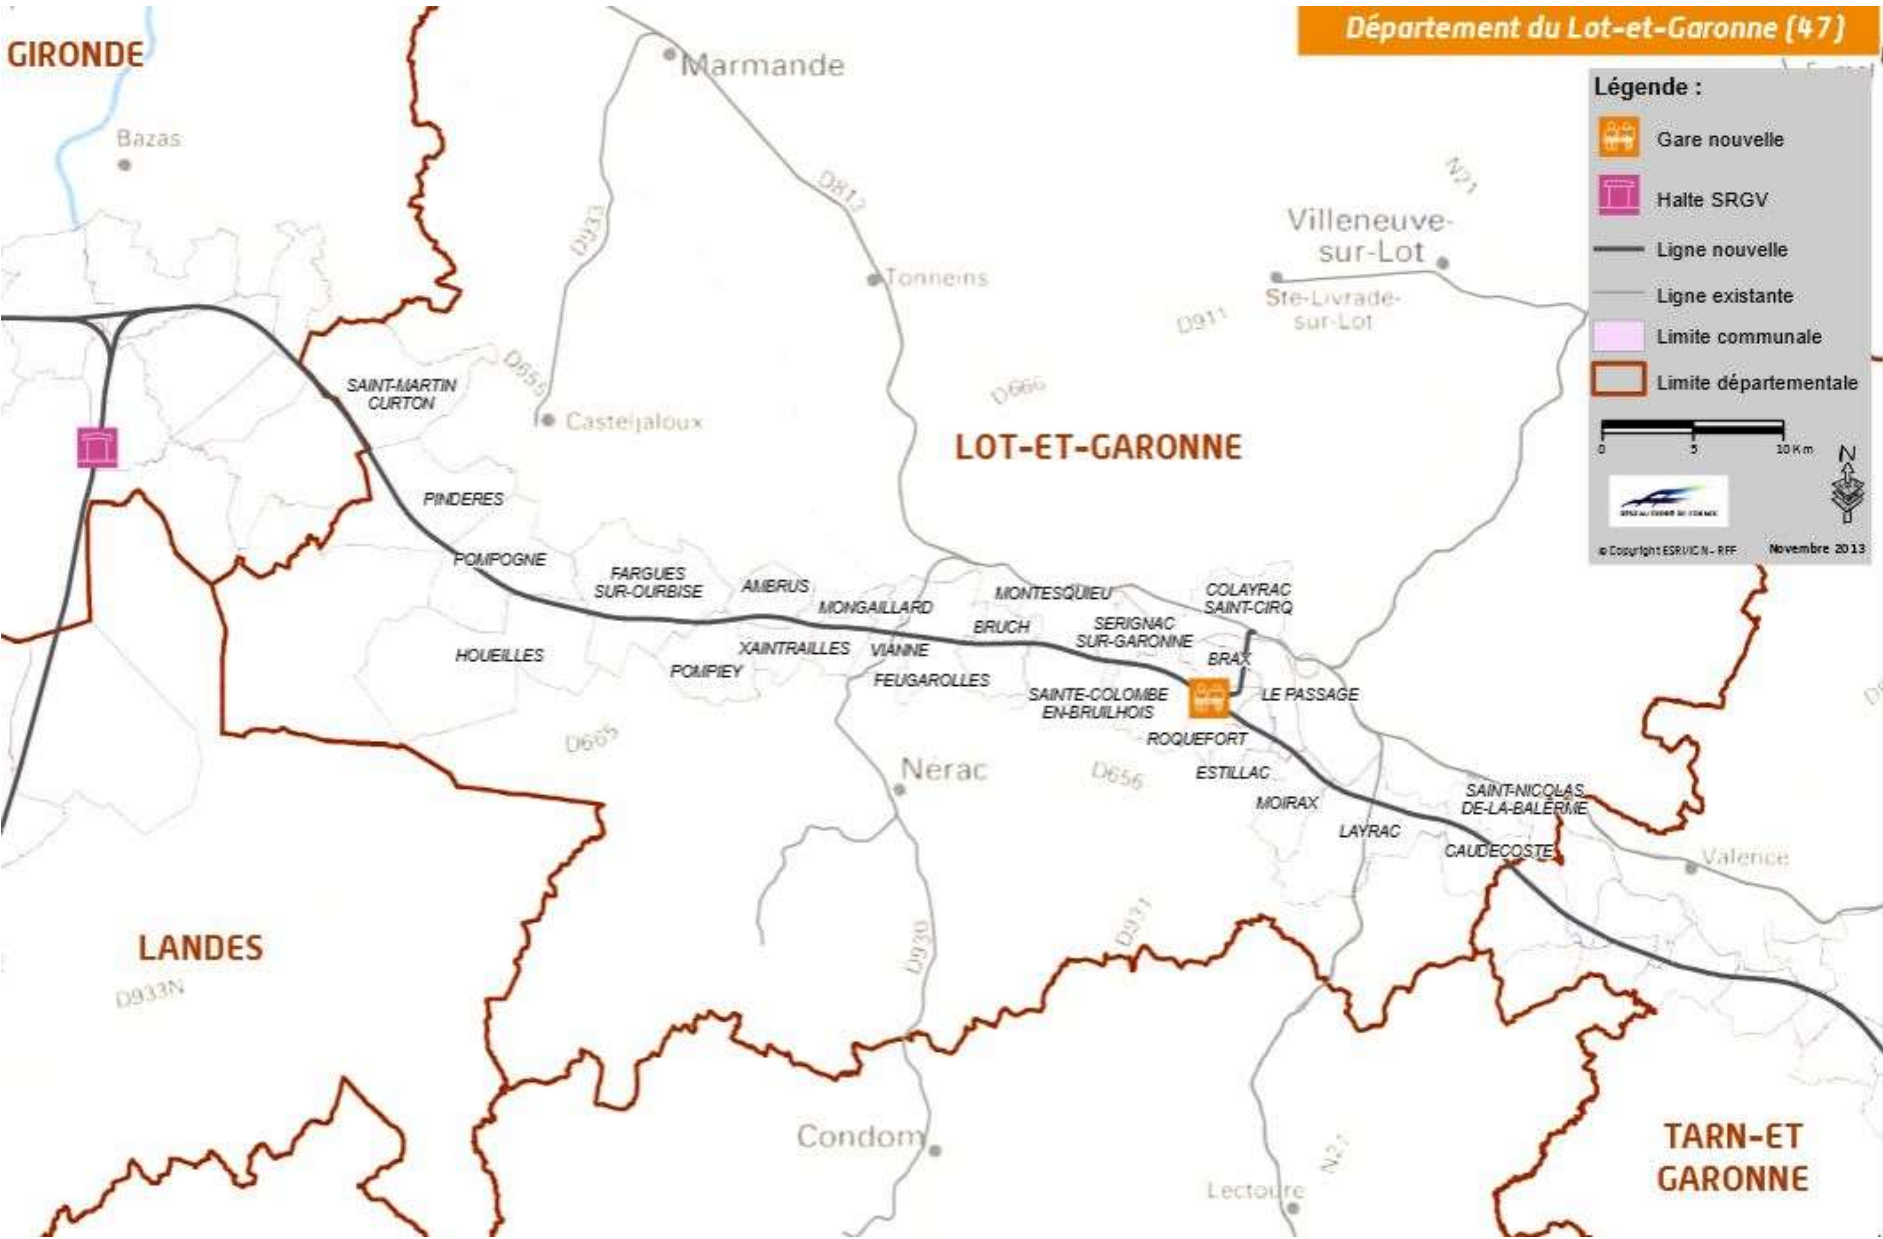 Département du Lot-et-Garonne (47)
GIRONDE
Marmande
Bazas
Légende :
Gare nouvelle
Halte SRGV
Ligne nouvelle
Ligne existante
Limite communale
Limite départementale
0 5 10 Km
N
Novembre 2013
D933
D813
N21
Villeneuve-
sur-Lot
Tonneins
Ste-Livrade-
sur-Lot
D911
D655
D666
SAINT-MARTIN
CURTON
Casteljaloux
LOT-ET-GARONNE
PINDERES
POMPOGNE
FARGUES
SUR-OURBISE
AMBRUS
MONGAILLARD
MONTESQUIEU
COLAYRAC
SAINT-CIRQ
BRUCH
SERIGNAC
SUR-GARONNE
HOUEILLES
XAINTRAILLES
VIANNE
BRAX
POMPIEY
FEUGAROLLES
SAINTE-COLOMBE
EN-BRUILHOIS
LE PASSAGE
D665
ROQUEFORT
Nérac
D656
ESTILLAC
MOIRAX
SAINT-NICOLAS
DE-LA-BALERME
LAYRAC
CAUDECOSTE
Valence
LANDES
D933N
D930
D931
Condom
N21
Lectoure
TARN-ET
GARONNE